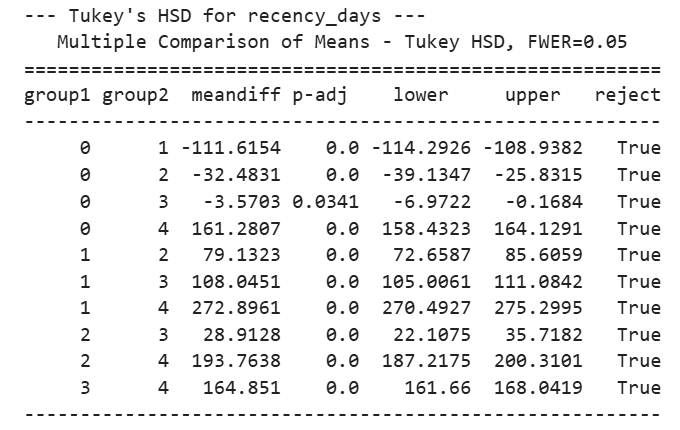 --- Tukey's HSD for recency_days ---
Multiple Comparison of Means - Tukey HSD, FWER=0.05
=========================================================
group1 group2 meandiff p-adj lower upper reject
---------------------------------------------------------
0 1 -111.6154 0.0 -114.2926 -108.9382 True
0 2 -32.4831 0.0 -39.1347 -25.8315 True
0 3 -3.5703 0.0341 -6.9722 -0.1684 True
0 4 161.2807 0.0 158.4323 164.1291 True
1 2 79.1323 0.0 72.6587 85.6059 True
1 3 108.0451 0.0 105.0061 111.0842 True
1 4 272.8961 0.0 270.4927 275.2995 True
2 3 28.9128 0.0 22.1075 35.7182 True
2 4 193.7638 0.0 187.2175 200.3101 True
3 4 164.851 0.0 161.66 168.0419 True
---------------------------------------------------------